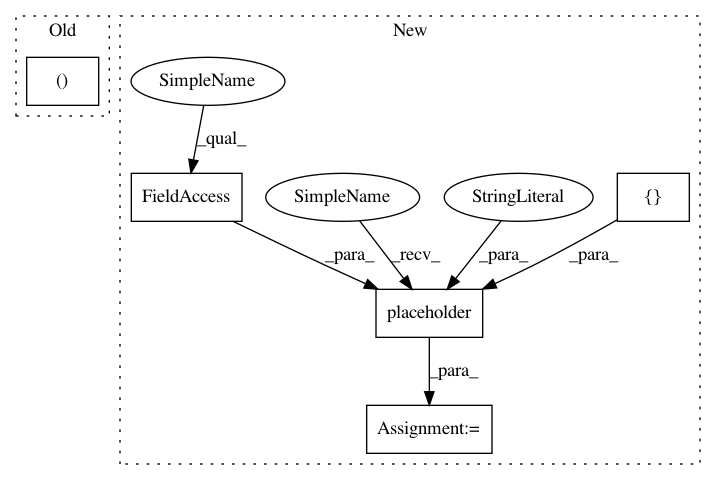 Old
New
()
SimpleName
_qual_
FieldAccess
SimpleName
StringLiteral
{}
_para_
_recv_
_para_
_para_
placeholder
_para_
Assignment:=